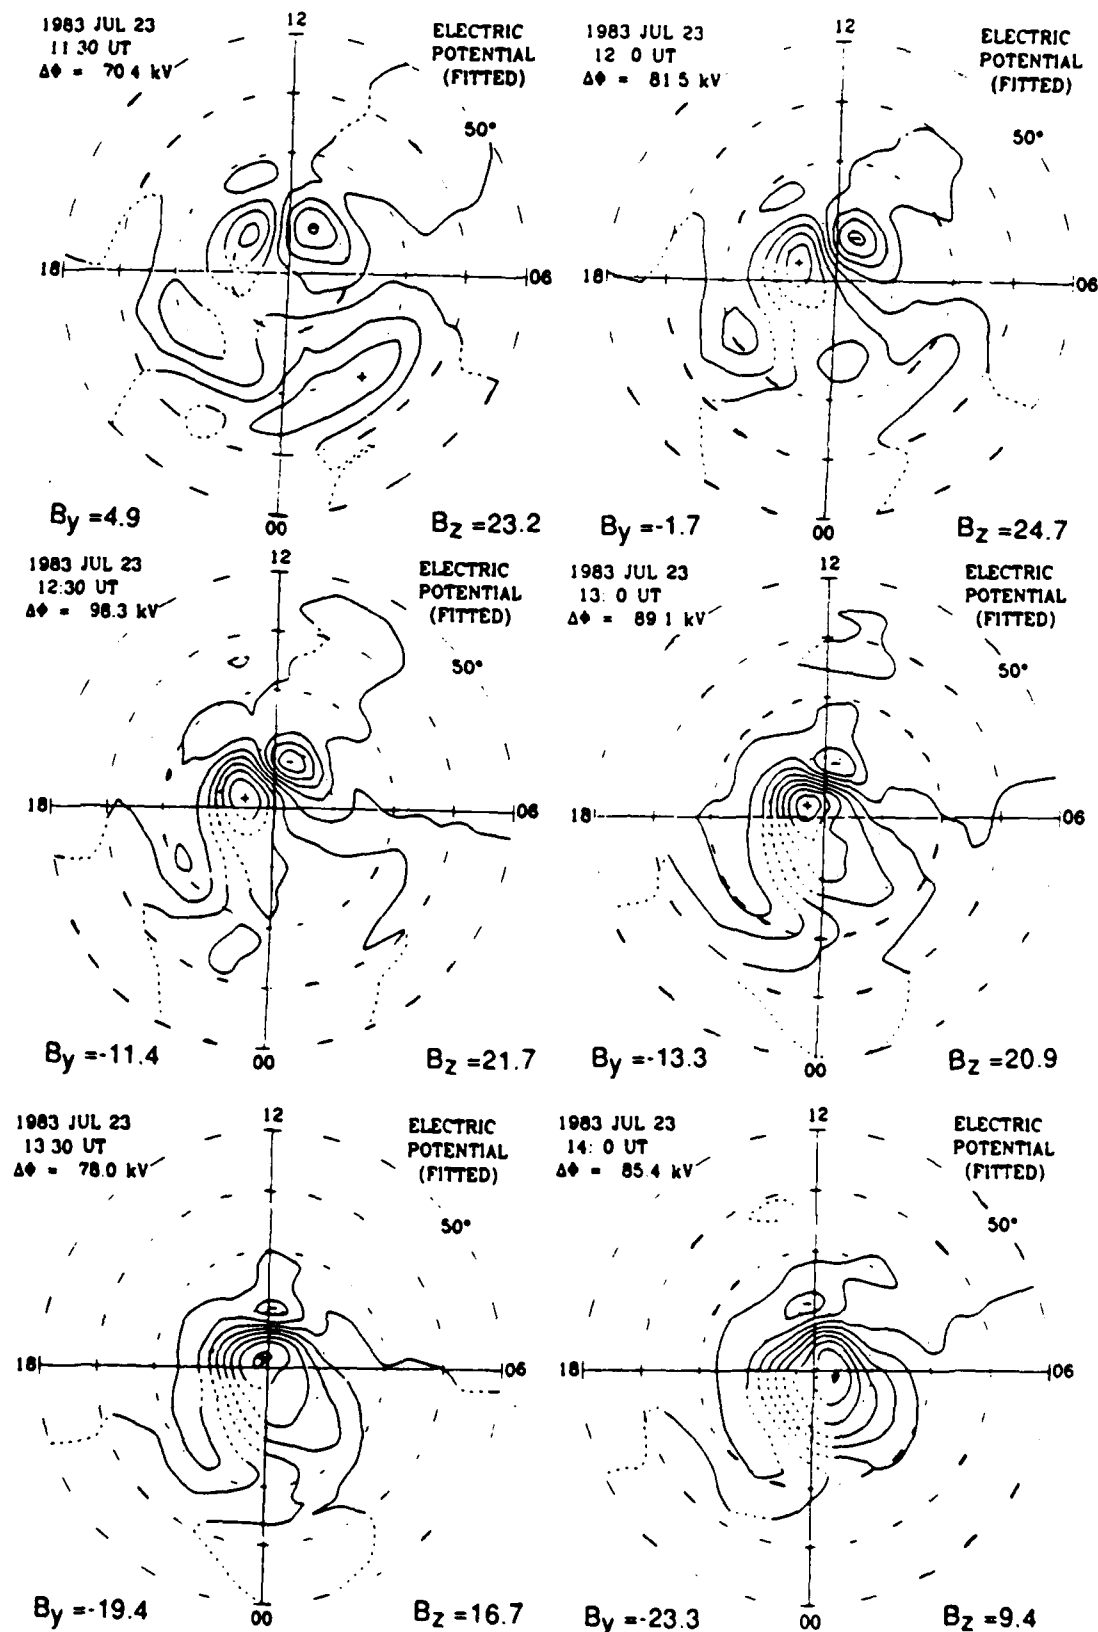 1983 JUL 23
11 30 UT
ΔΦ = 70.4 kV
12
ELECTRIC
POTENTIAL
(FITTED)
50°
18
06
00
By =4.9
Bz =23.2
1983 JUL 23
12 0 UT
ΔΦ = 81.5 kV
12
ELECTRIC
POTENTIAL
(FITTED)
50°
18
06
00
By =-1.7
Bz =24.7
1983 JUL 23
12:30 UT
ΔΦ = 98.3 kV
12
ELECTRIC
POTENTIAL
(FITTED)
50°
18
06
00
By =-11.4
Bz =21.7
1983 JUL 23
13: 0 UT
ΔΦ = 89.1 kV
12
ELECTRIC
POTENTIAL
(FITTED)
50°
18
06
00
By =-13.3
Bz =20.9
1983 JUL 23
13 30 UT
ΔΦ = 78.0 kV
12
ELECTRIC
POTENTIAL
(FITTED)
50°
18
06
00
By =-19.4
Bz =16.7
1983 JUL 23
14: 0 UT
ΔΦ = 85.4 kV
12
ELECTRIC
POTENTIAL
(FITTED)
50°
18
06
00
By =-23.3
Bz =9.4